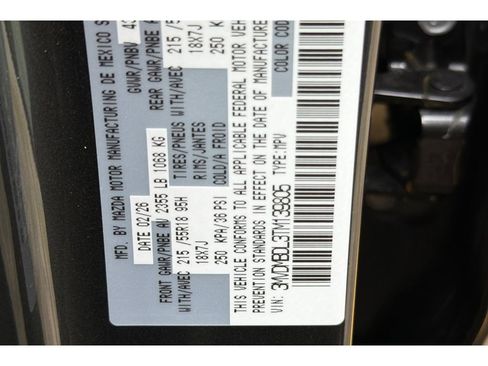 MFD. BY MAZDA MOTOR MANUFACTURING DE MEXICO S
DATE 02/26 GVWR/PNBV
FRONT GAWR/PNBE AV 2355 LB 1068 KG REAR GAWR/PNBE A
WITH/AVEC 215/55R18 95H TIRES/PNEUS WITH/AVEC 215/5
18X7J RIMS/JANTES 18X7J
250 KPA/36 PSI COLD/A FROID 250 K
THIS VEHICLE CONFORMS TO ALL APPLICABLE FEDERAL MOTOR VEHIC
PREVENTION STANDARDS IN EFFECT ON THE DATE OF MANUFACTURE
VIN: 3MVDMBCL3TM139805 TYPE:MPV COLOR COD